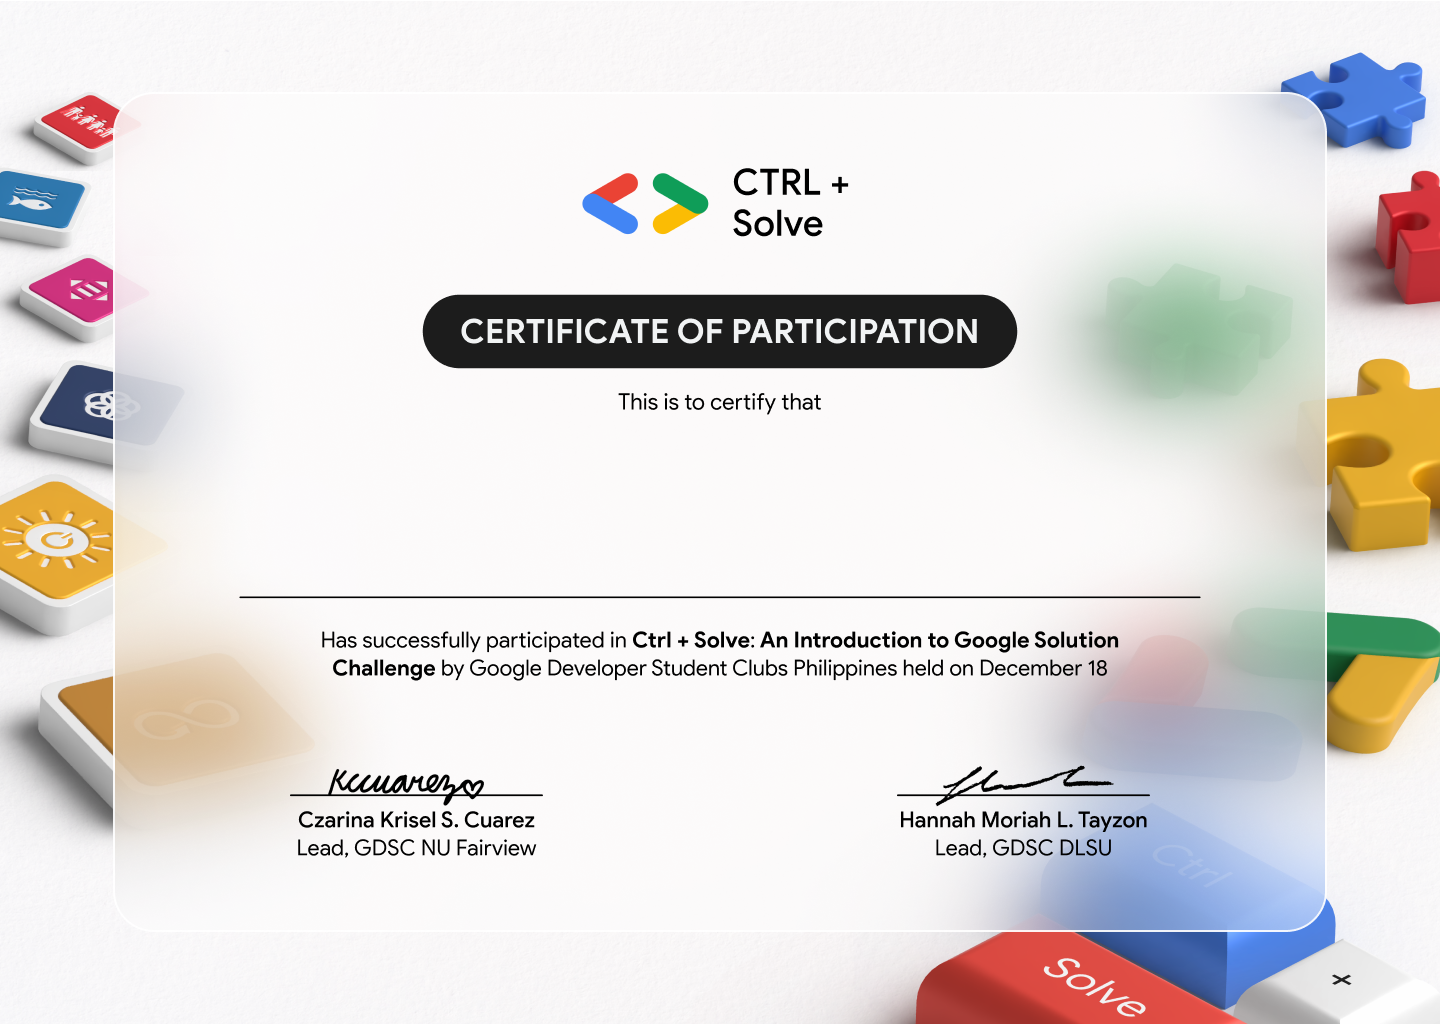 CTRL +
Solve
CERTIFICATE OF PARTICIPATION
This is to certify that
Has successfully participated in Ctrl + Solve: An Introduction to Google Solution
Challenge by Google Developer Student Clubs Philippines held on December 18
Kccuarez
Czarina Krisel S. Cuarez
Lead, GDSC NU Fairview
Hannah Moriah L. Tayzon
Lead, GDSC DLSU
Ctrl
Solve
+